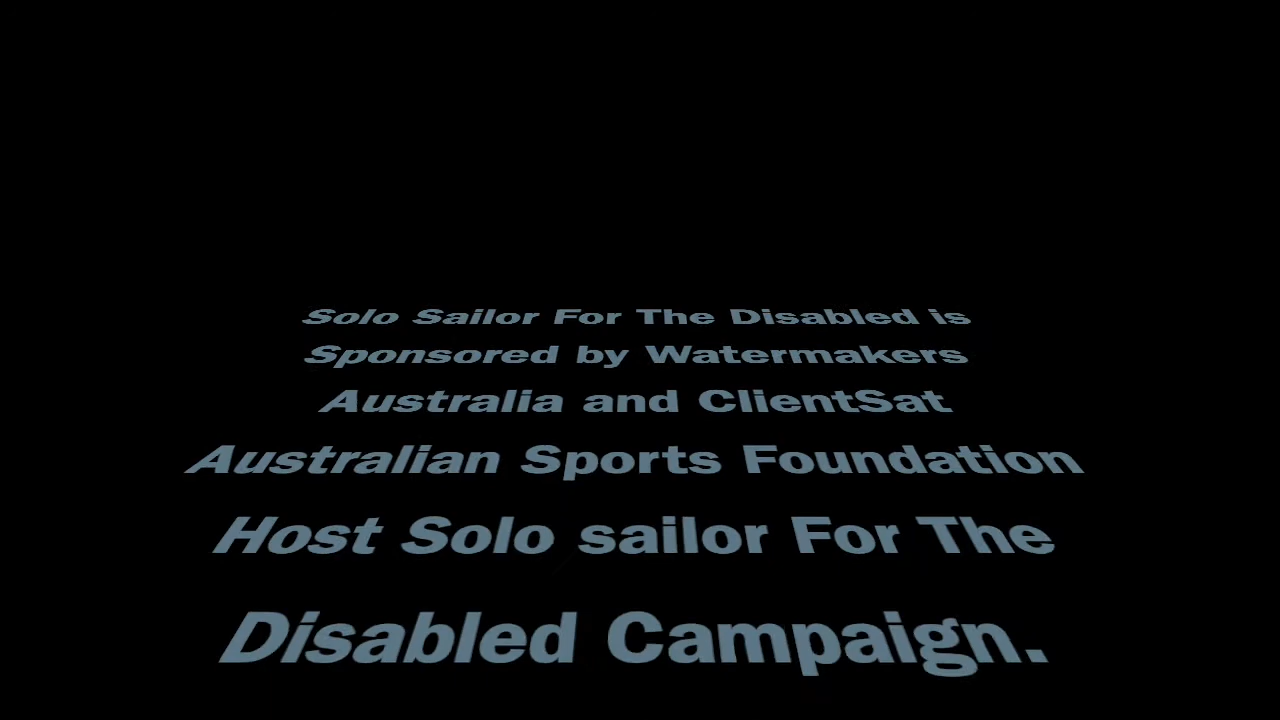 Solo Sailor For The Disabled is
Sponsored by Watermakers
Australia and ClientSat
Australian Sports Foundation
Host Solo sailor For The
Disabled Campaign.